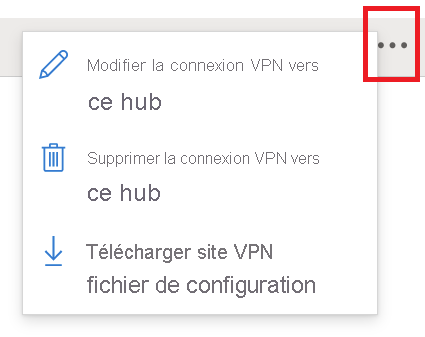 Modifier la connexion VPN vers
ce hub
Supprimer la connexion VPN vers
ce hub
Télécharger site VPN
fichier de configuration